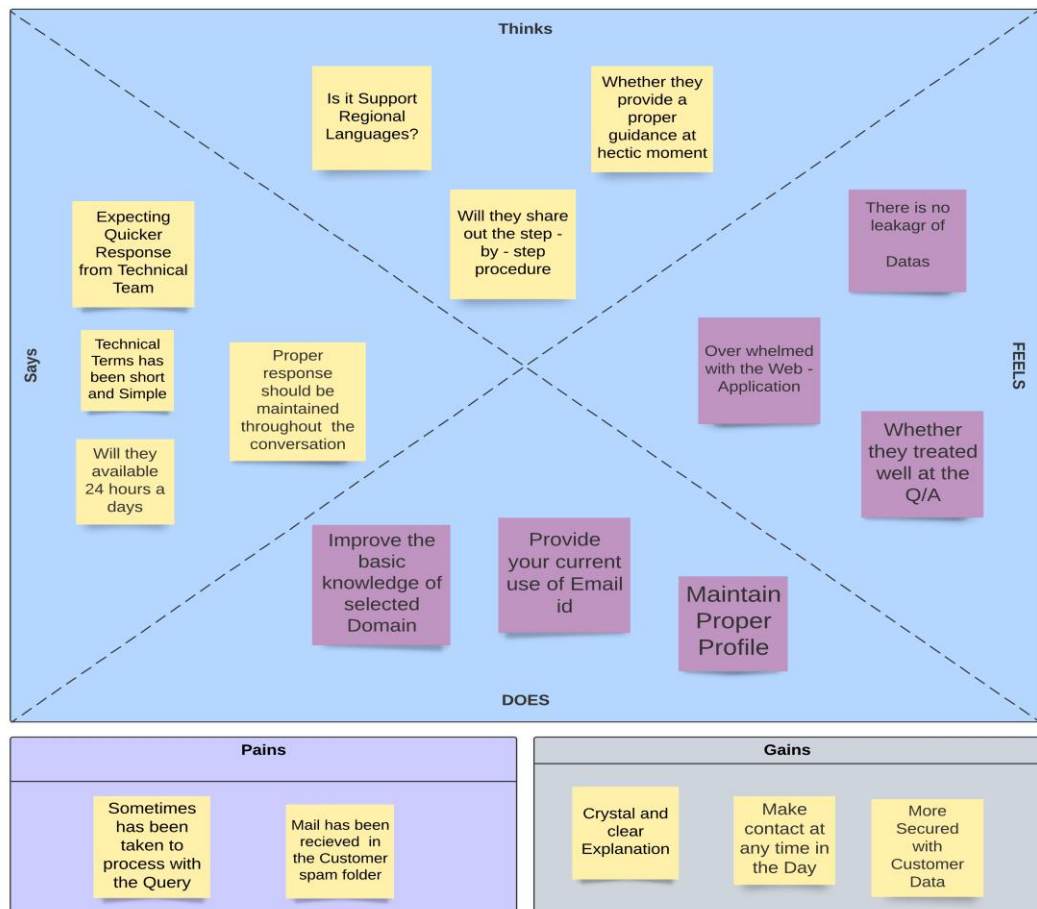 Thinks
Is it Support
Regional
Languages?
Whether they
provide a
proper
guidance at
hectic moment
Will they share
out the step -
by - step
procedure
Says
Expecting
Quicker
Response
from Technical
Team
Technical
Terms has
been short
and Simple
Will they
available
24 hours a
days
Proper
response
should be
maintained
throughout the
conversation
FEELS
There is no
leakagr of
Datas
Over whelmed
with the Web -
Application
Whether
they treated
well at the
Q/A
Improve the
basic
knowledge of
selected
Domain
Provide
your current
use of Email
id
Maintain
Proper
Profile
DOES
Pains
Sometimes
has been
taken to
process with
the Query
Mail has been
recieved in
the Customer
spam folder
Gains
Crystal and
clear
Explanation
Make
contact at
any time in
the Day
More
Secured
with
Customer
Data